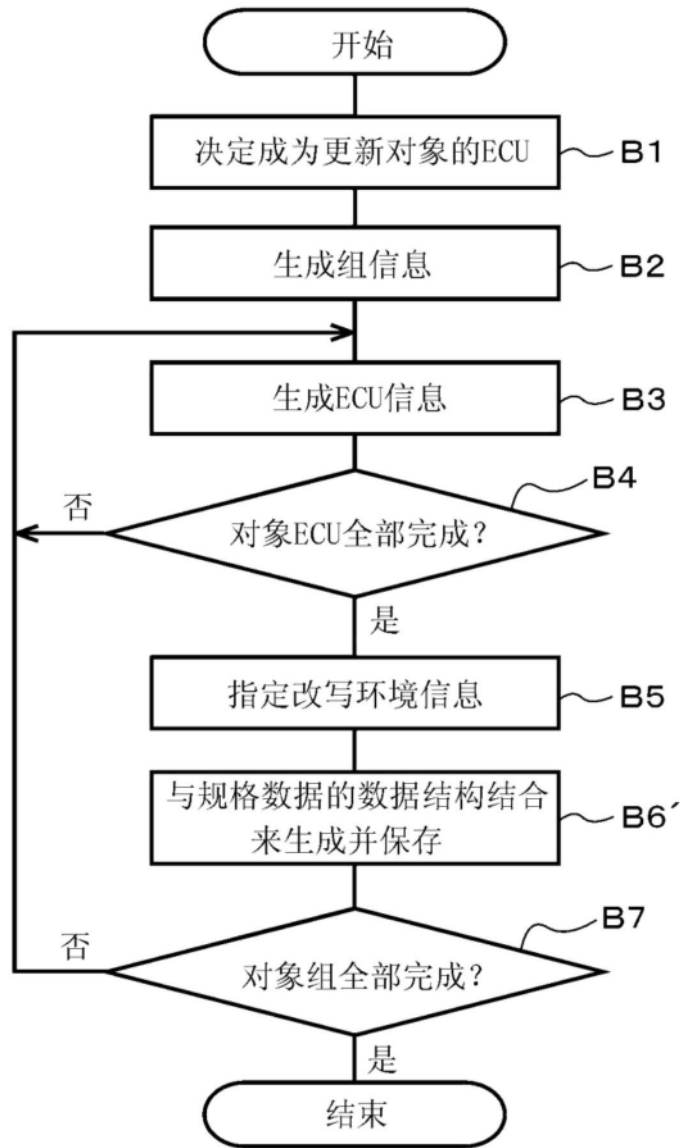 开始
决定成为更新对象的ECU
B1
生成组信息
B2
生成ECU信息
B3
B4
否
对象ECU全部完成？
是
指定改写环境信息
B5
与规格数据的数据结构结合
来生成并保存
B6´
B7
否
对象组全部完成？
是
结束